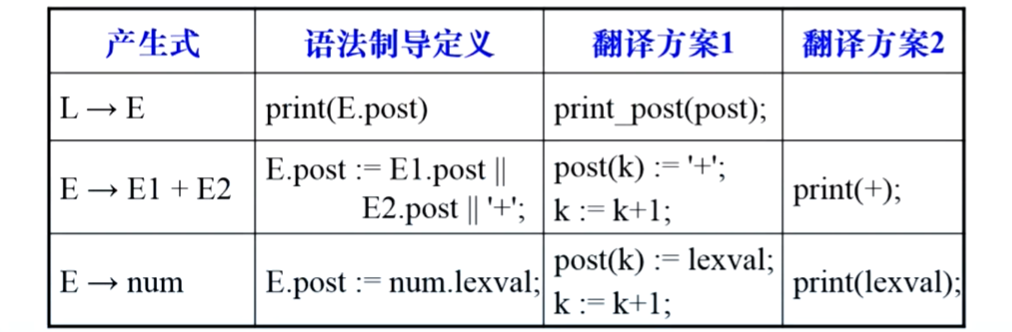 产生式 语法制导定义 翻译方案1 翻译方案2
L → E print(E.post) print_post(post);
E → E1 + E2 E.post := E1.post || E2.post || '+'; post(k) := '+'; k := k+1; print(+);
E → num E.post := num.lexval; post(k) := lexval; k := k+1; print(lexval);